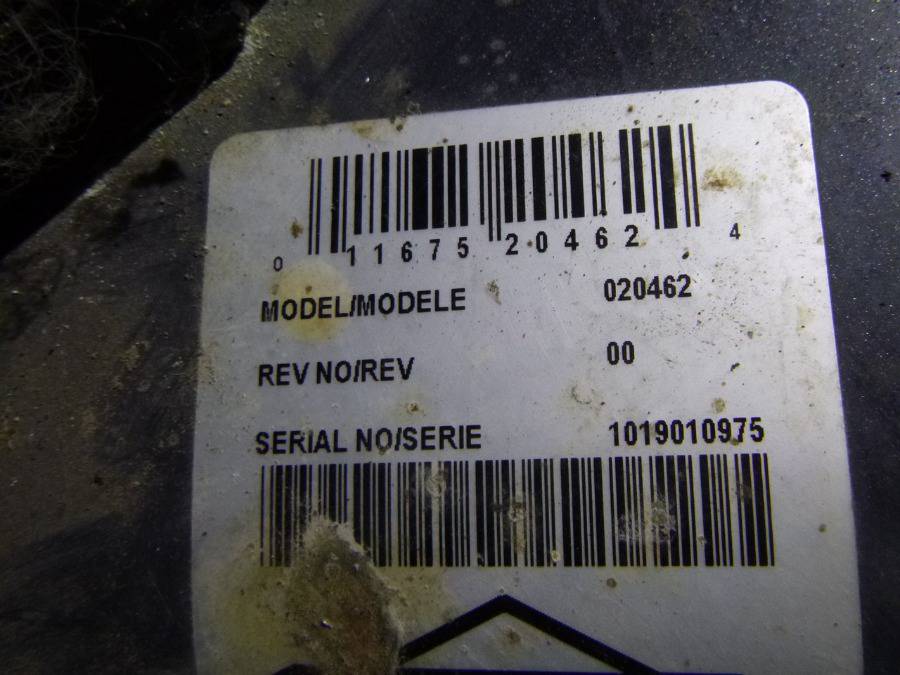 0 11675 20462 4
MODEL/MODELE 020462
REV NO/REV 00
SERIAL NO/SERIE 1019010975